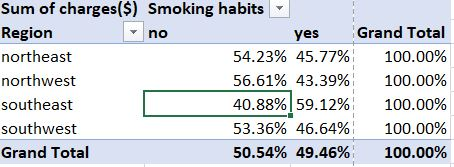 Sum of charges($) Smoking habits
Region no yes Grand Total
northeast 54.23% 45.77% 100.00%
northwest 56.61% 43.39% 100.00%
southeast 40.88% 59.12% 100.00%
southwest 53.36% 46.64% 100.00%
Grand Total 50.54% 49.46% 100.00%